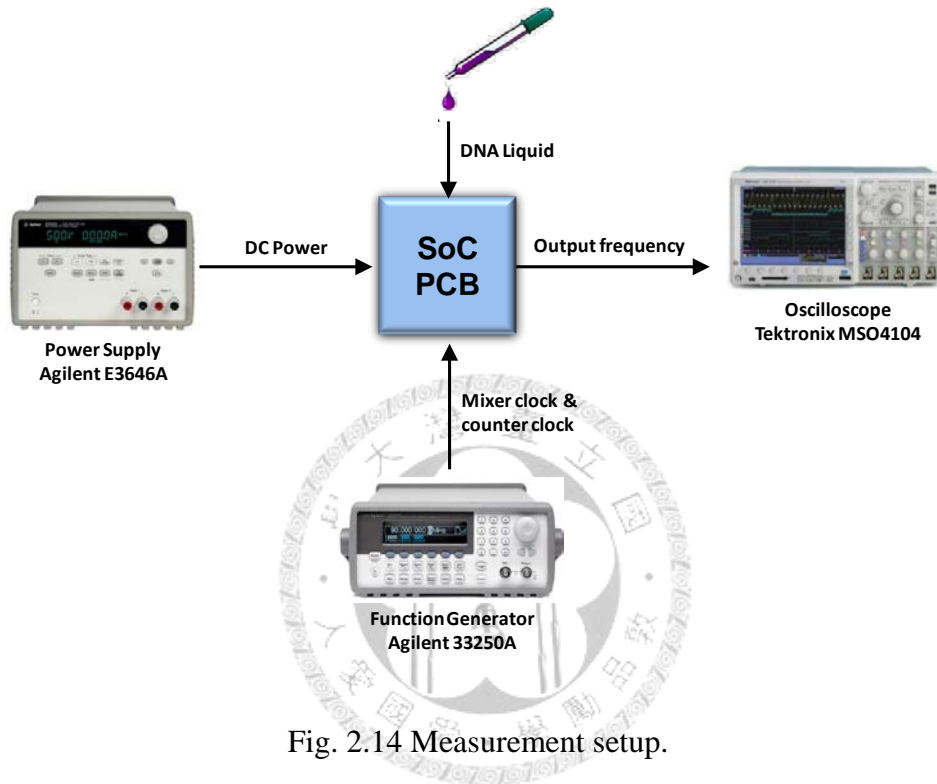 DNA Liquid
DC Power
SoC
PCB
Output frequency
Power Supply
Agilent E3646A
Oscilloscope
Tektronix MSO4104
Mixer clock &
counter clock
Function Generator
Agilent 33250A
Fig. 2.14 Measurement setup.